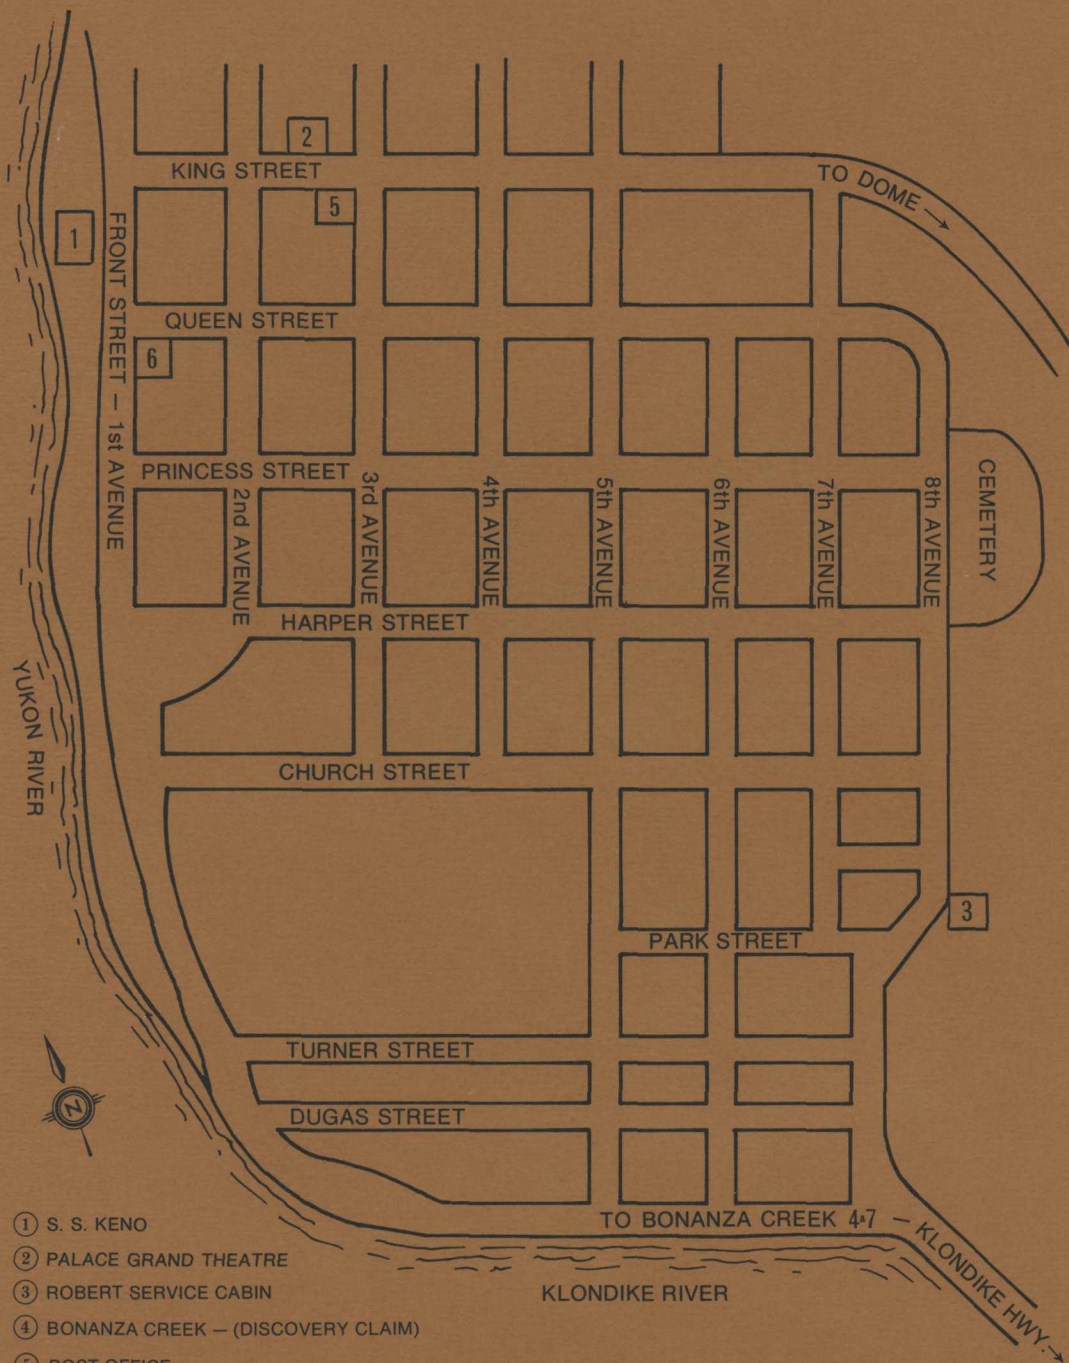 2
KING STREET
TO DOME →
5
1
FRONT STREET — 1st AVENUE
QUEEN STREET
6
PRINCESS STREET
2nd AVENUE
3rd AVENUE
4th AVENUE
5th AVENUE
6th AVENUE
7th AVENUE
8th AVENUE
CEMETERY
HARPER STREET
YUKON RIVER
CHURCH STREET
3
PARK STREET
TURNER STREET
N
DUGAS STREET
TO BONANZA CREEK 4&7 — KLONDIKE HWY. →
KLONDIKE RIVER
1 S. S. KENO
2 PALACE GRAND THEATRE
3 ROBERT SERVICE CABIN
4 BONANZA CREEK — (DISCOVERY CLAIM)
5 POST OFFICE